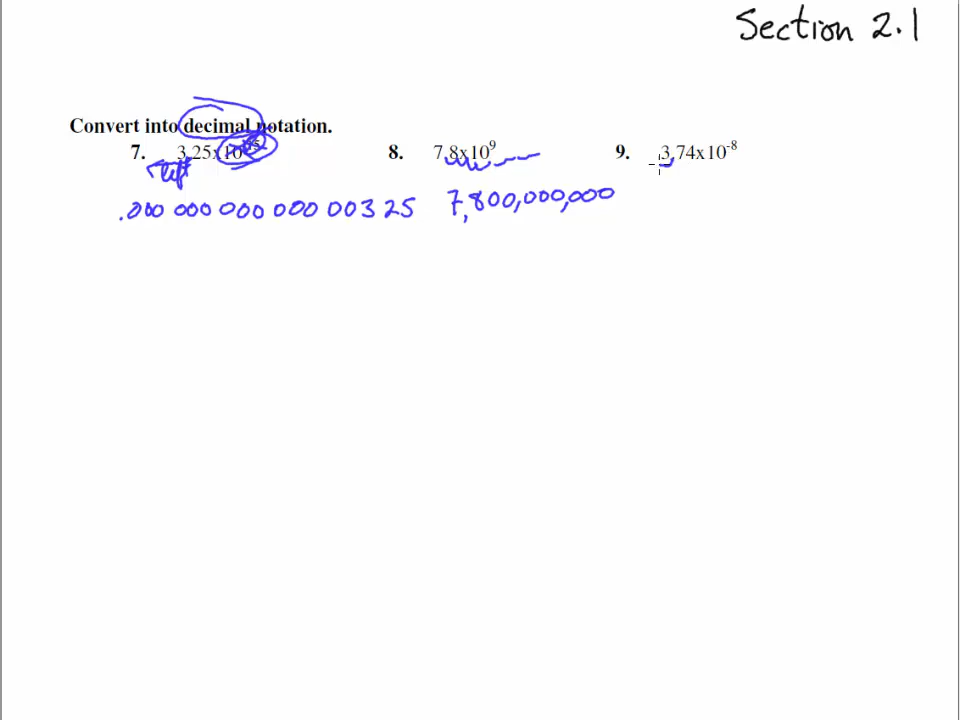 Section 2.1
Convert into decimal notation.
7. 3.25x10 8. 7.8x10⁹ 9. 3.74x10⁻⁸
left
.000 000 000 000 00325 7,800,000,000